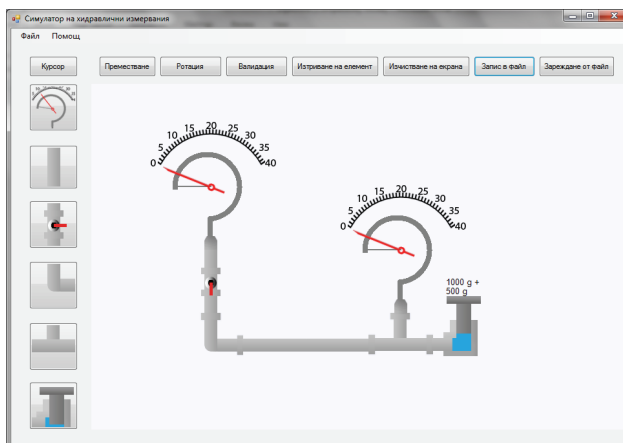 Симулатор на хидравлични измервания
Файл Помощ
Курсор Преместване Ротация Валидация Изтриване на елемент Изчистване на екрана Запис в файл Зареждане от файл
0 5 10 15 20 25 30 35 40
0 5 10 15 20 25 30 35 40
1000 g +
500 g